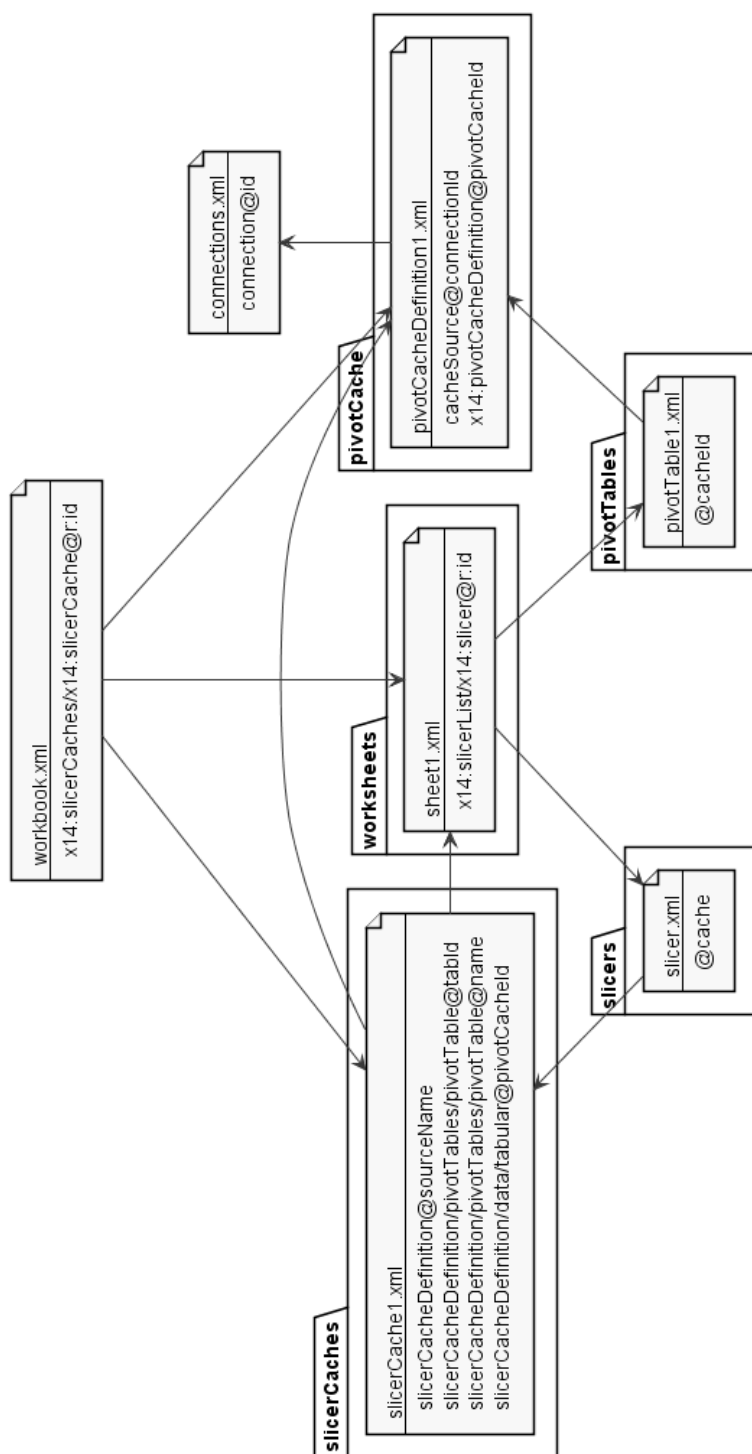 workbook.xml
x14:slicerCaches/x14:slicerCache@r:id
connections.xml
connection@id
slicerCaches
slicerCache1.xml
slicerCacheDefinition@sourceName
slicerCacheDefinition/pivotTables/pivotTable@tabId
slicerCacheDefinition/pivotTables/pivotTable@name
slicerCacheDefinition/data/tabular@pivotCacheId
worksheets
sheet1.xml
x14:slicerList/x14:slicer@r:id
pivotCache
pivotCacheDefinition1.xml
cacheSource@connectionId
x14:pivotCacheDefinition@pivotCacheId
slicers
slicer.xml
@cache
pivotTables
pivotTable1.xml
@cacheId